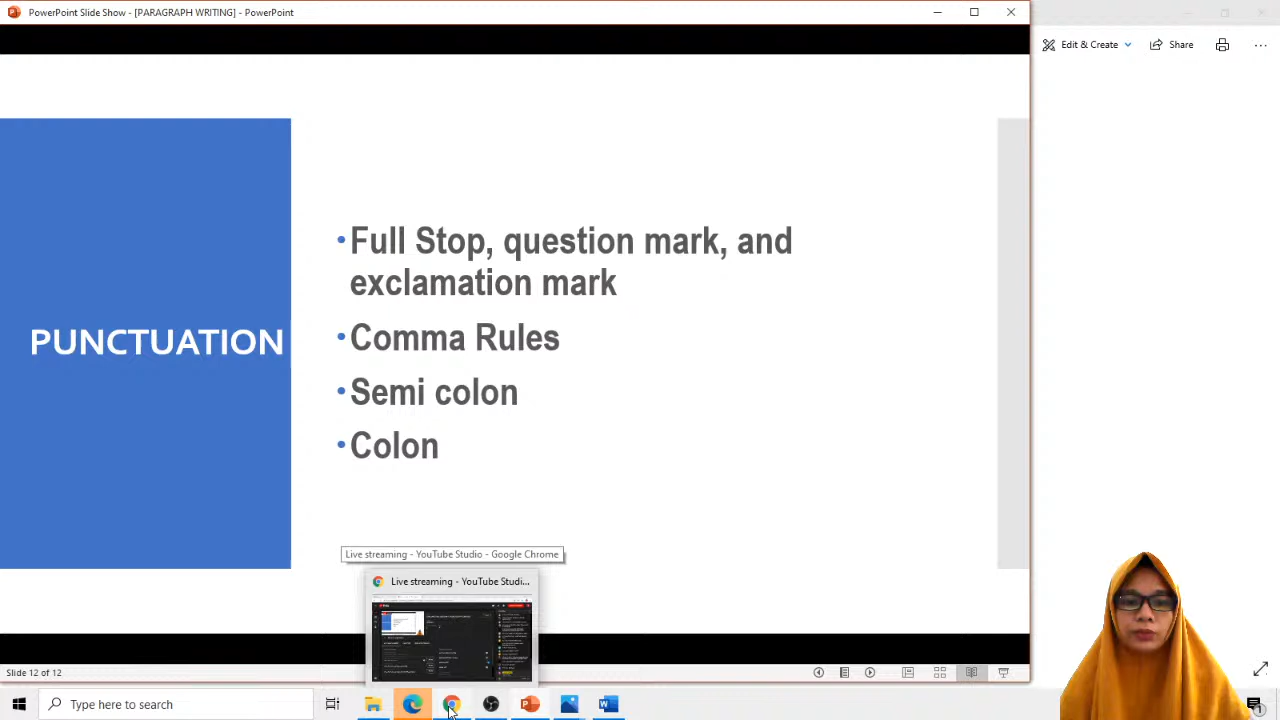 PowerPoint Slide Show - [PARAGRAPH WRITING] - PowerPoint
Edit & Create
Share
PUNCTUATION
•Full Stop, question mark, and
exclamation mark
•Comma Rules
•Semi colon
•Colon
Live streaming - YouTube Studio - Google Chrome
Live streaming - YouTube Studi...
Slide 12 o
Type here to search
1